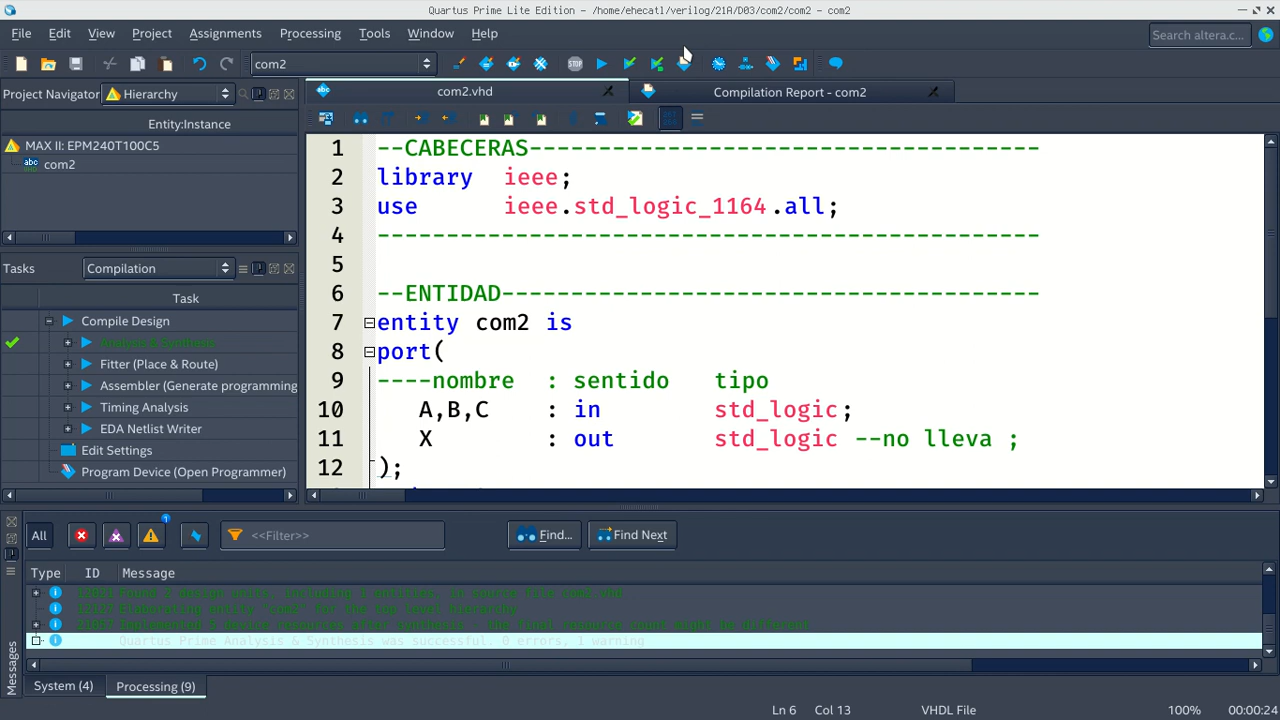 Quartus Prime Lite Edition - /home/ehecatl/verilog/21A/D03/com2/com2 - com2
File Edit View Project Assignments Processing Tools Window Help
Search altera.c...
com2
STOP
Project Navigator Hierarchy
com2.vhd
Compilation Report - com2
Entity:Instance
MAX II: EPM240T100C5
com2
Tasks Compilation
Task
Compile Design
Analysis & Synthesis
Fitter (Place & Route)
Assembler (Generate programming
Timing Analysis
EDA Netlist Writer
Edit Settings
Program Device (Open Programmer)
1 --CABECERAS-------------------------------------
2 library ieee;
3 use ieee.std_logic_1164.all;
4 ------------------------------------------------
5
6 --ENTIDAD---------------------------------------
7 entity com2 is
8 port(
9 ----nombre : sentido tipo
10 A,B,C : in std_logic;
11 X : out std_logic --no lleva ;
12 );
All
1
<<Filter>>
Find...
Find Next
Type ID Message
Quartus Prime Analysis & Synthesis was successful. 0 errors, 1 warning
Messages
System (4) Processing (9)
Ln 6 Col 13 VHDL File 100% 00:00:24